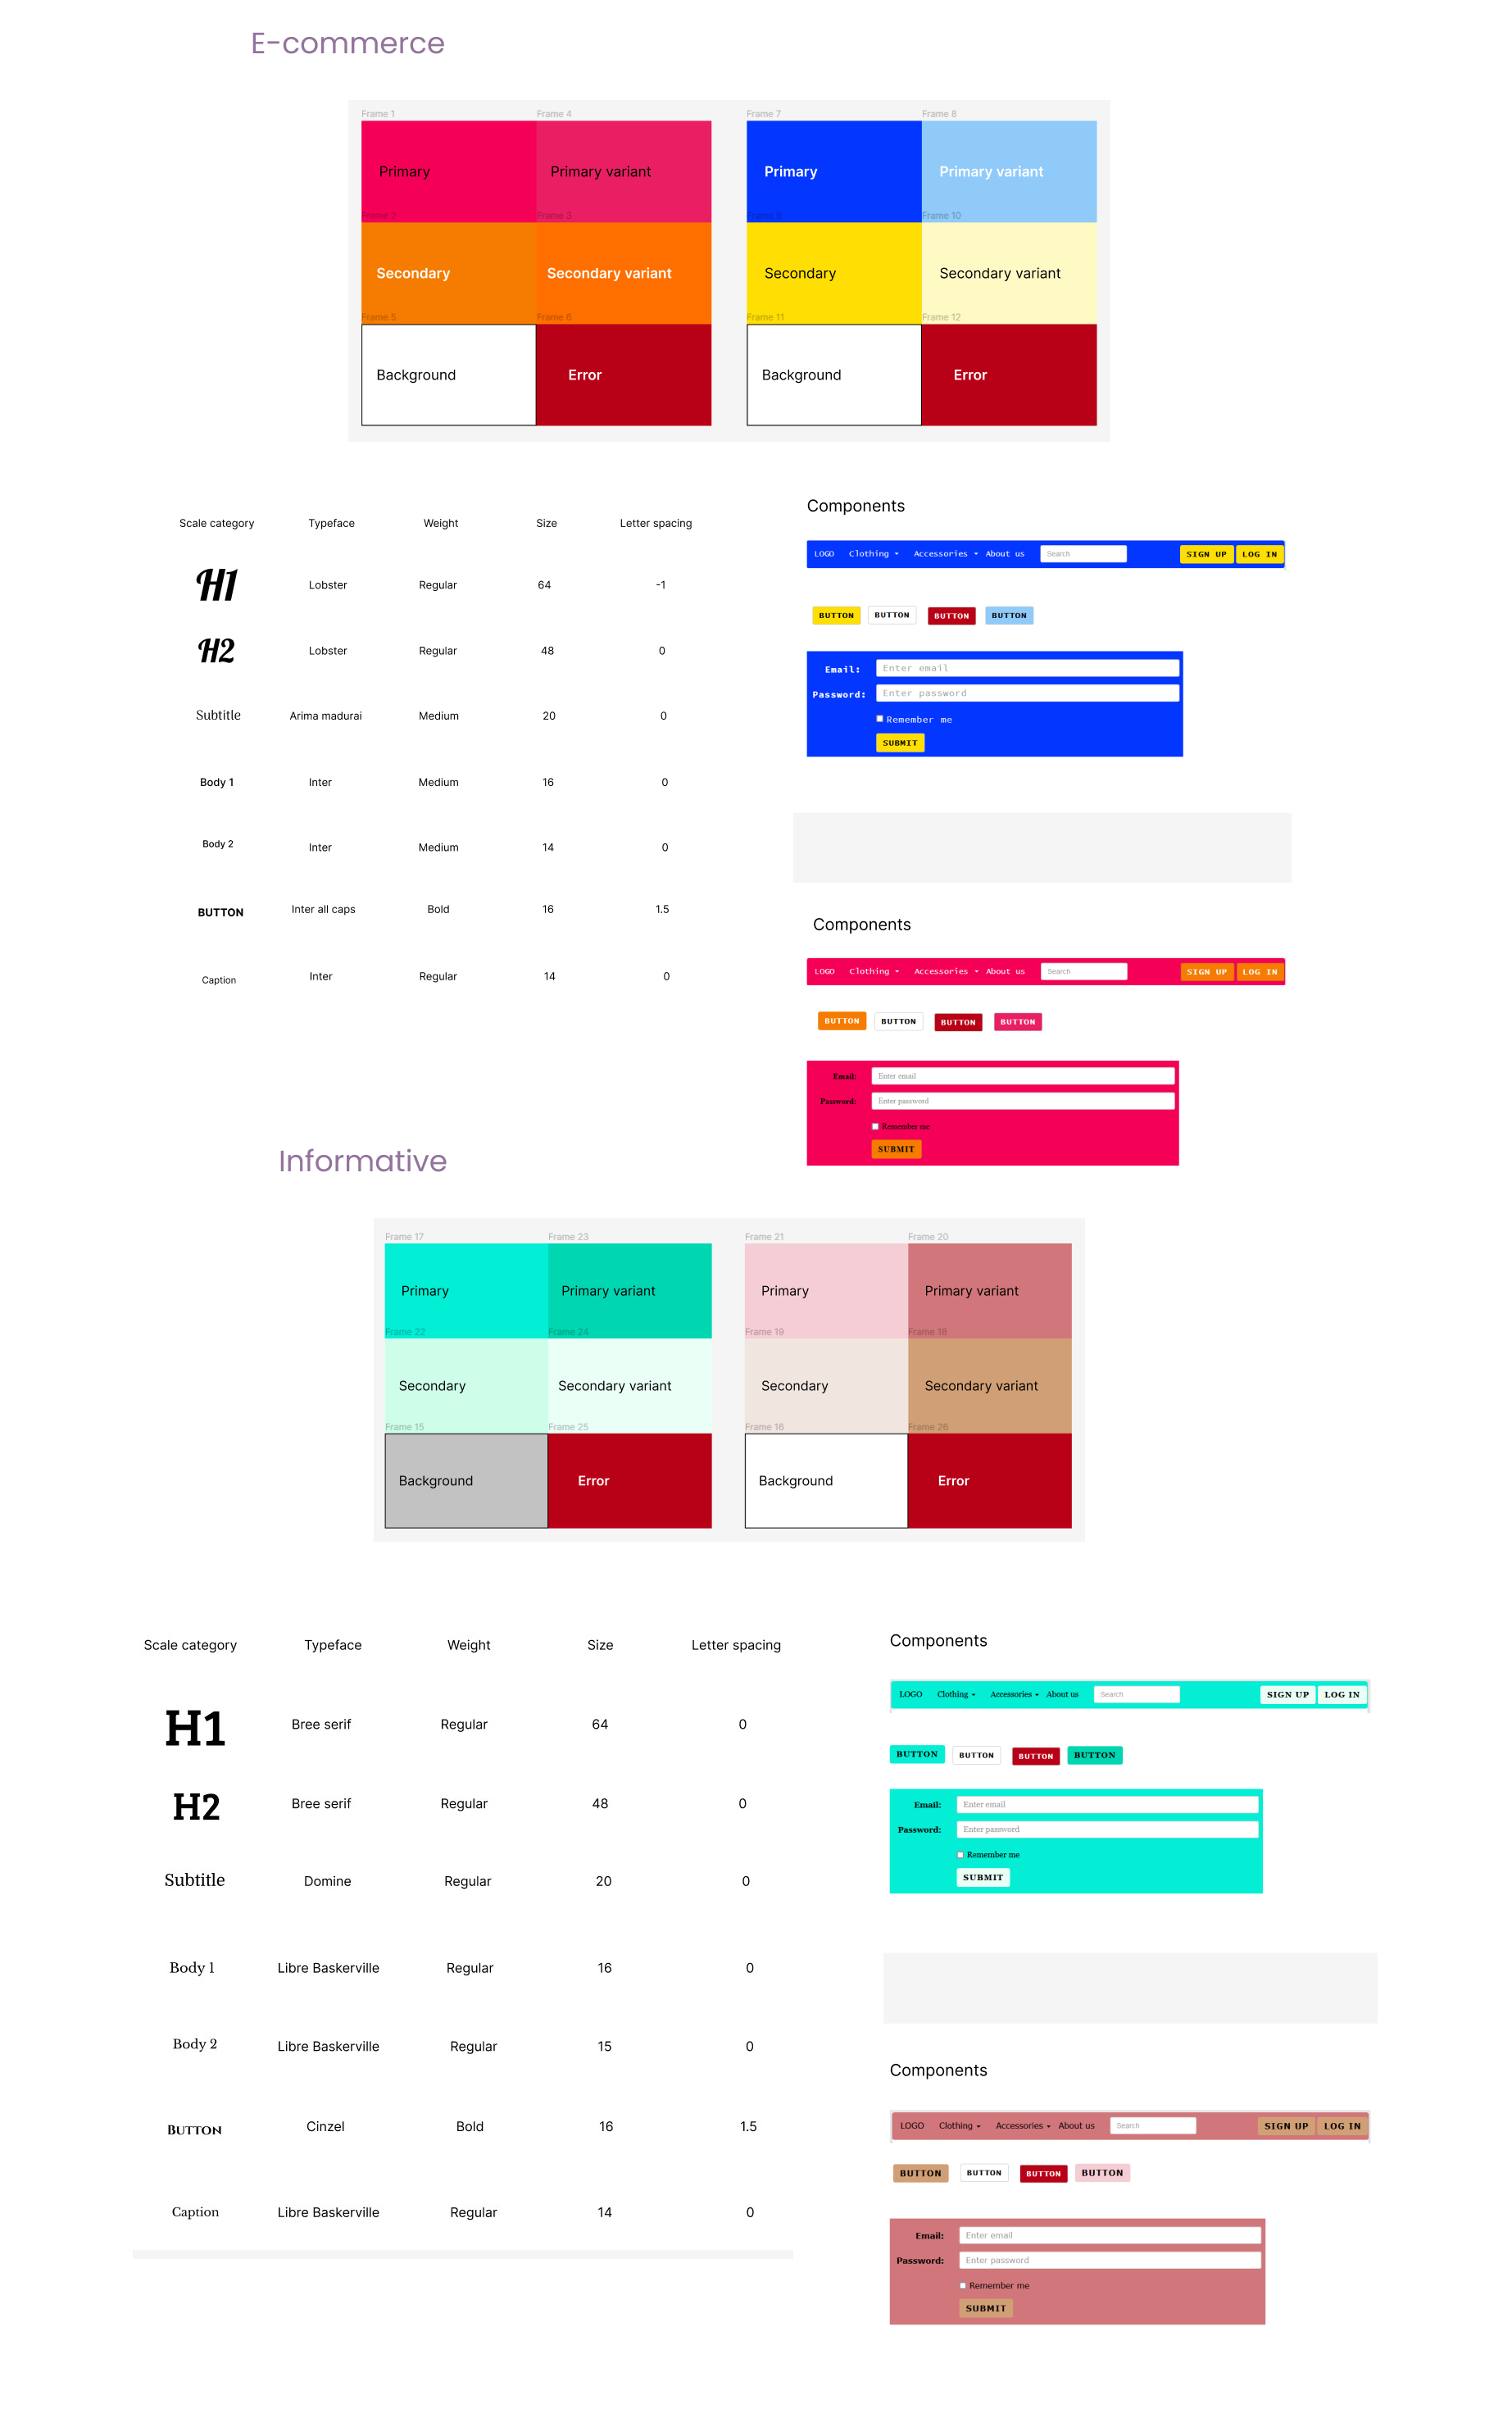 E-commerce
Frame 1 Frame 4 Frame 7 Frame 8
Primary Primary variant Primary Primary variant
Frame 2 Frame 3 Frame 10
Secondary Secondary variant Secondary Secondary variant
Frame 5 Frame 6 Frame 11 Frame 12
Background Error Background Error
Scale category Typeface Weight Size Letter spacing
H1 Lobster Regular 64 -1
H2 Lobster Regular 48 0
Subtitle Arima madurai Medium 20 0
Body 1 Inter Medium 16 0
Body 2 Inter Medium 14 0
BUTTON Inter all caps Bold 16 1.5
Caption Inter Regular 14 0
Components
LOGO Clothing Accessories About us Search SIGN UP LOG IN
BUTTON BUTTON BUTTON BUTTON
Email: Enter email
Password: Enter password
Remember me
SUBMIT
Components
LOGO Clothing Accessories About us Search SIGN UP LOG IN
BUTTON BUTTON BUTTON BUTTON
Email: Enter email
Password: Enter password
Remember me
SUBMIT
Informative
Frame 17 Frame 23 Frame 21 Frame 20
Primary Primary variant Primary Primary variant
Frame 22 Frame 24 Frame 19 Frame 18
Secondary Secondary variant Secondary Secondary variant
Frame 15 Frame 25 Frame 16 Frame 26
Background Error Background Error
Scale category Typeface Weight Size Letter spacing
H1 Bree serif Regular 64 0
H2 Bree serif Regular 48 0
Subtitle Domine Regular 20 0
Body 1 Libre Baskerville Regular 16 0
Body 2 Libre Baskerville Regular 15 0
BUTTON Cinzel Bold 16 1.5
Caption Libre Baskerville Regular 14 0
Components
LOGO Clothing Accessories About us Search SIGN UP LOG IN
BUTTON BUTTON BUTTON BUTTON
Email: Enter email
Password: Enter password
Remember me
SUBMIT
Components
LOGO Clothing Accessories About us Search SIGN UP LOG IN
BUTTON BUTTON BUTTON BUTTON
Email: Enter email
Password: Enter password
Remember me
SUBMIT